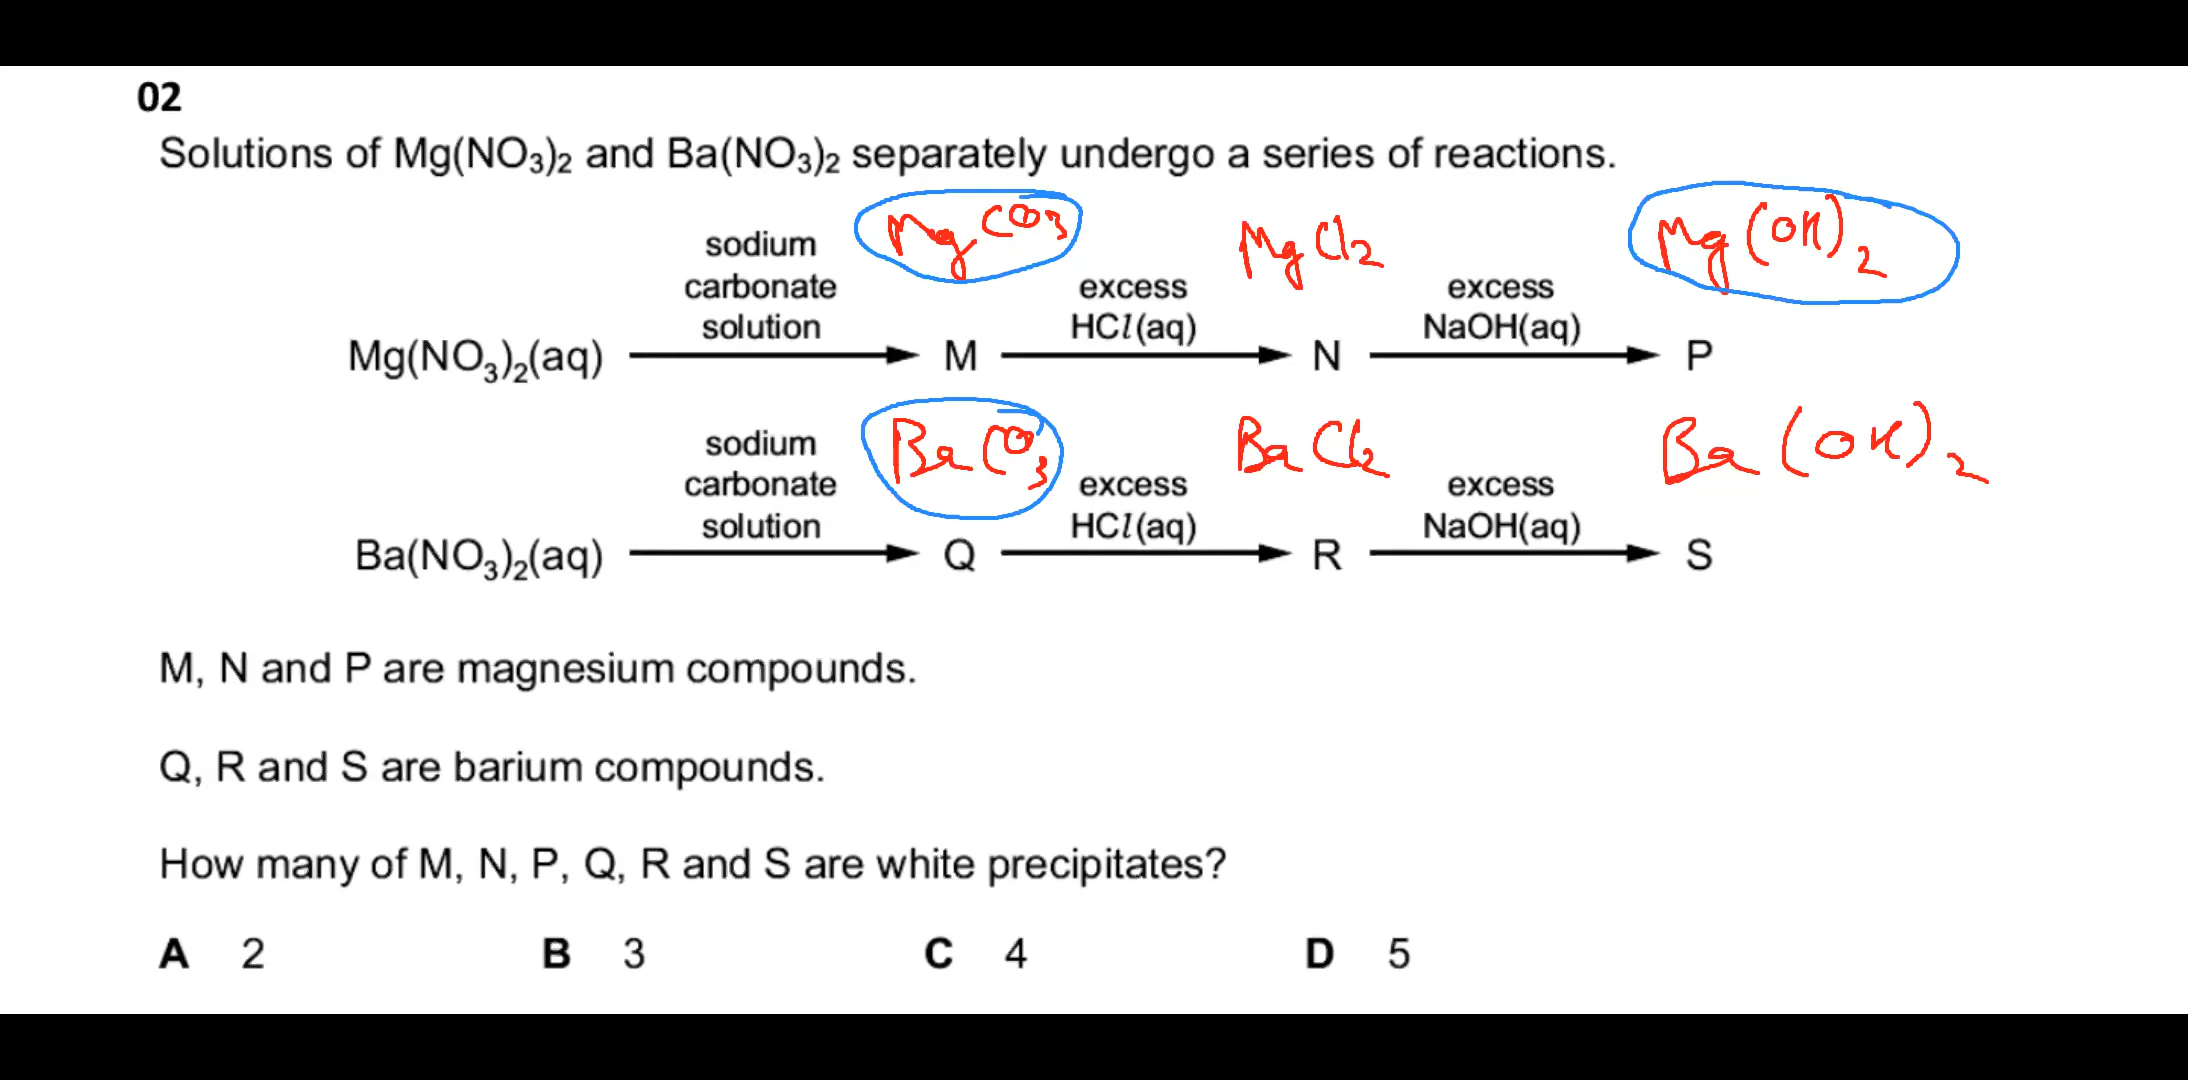 02
Solutions of Mg(NO₃)₂ and Ba(NO₃)₂ separately undergo a series of reactions.
MgCO₃ MgCl₂ Mg(OH)₂
sodium
carbonate excess excess
solution HCl(aq) NaOH(aq)
Mg(NO₃)₂(aq) M N P
BaCO₃ BaCl₂ Ba(OH)₂
sodium
carbonate excess excess
solution HCl(aq) NaOH(aq)
Ba(NO₃)₂(aq) Q R S
M, N and P are magnesium compounds.
Q, R and S are barium compounds.
How many of M, N, P, Q, R and S are white precipitates?
A 2 B 3 C 4 D 5